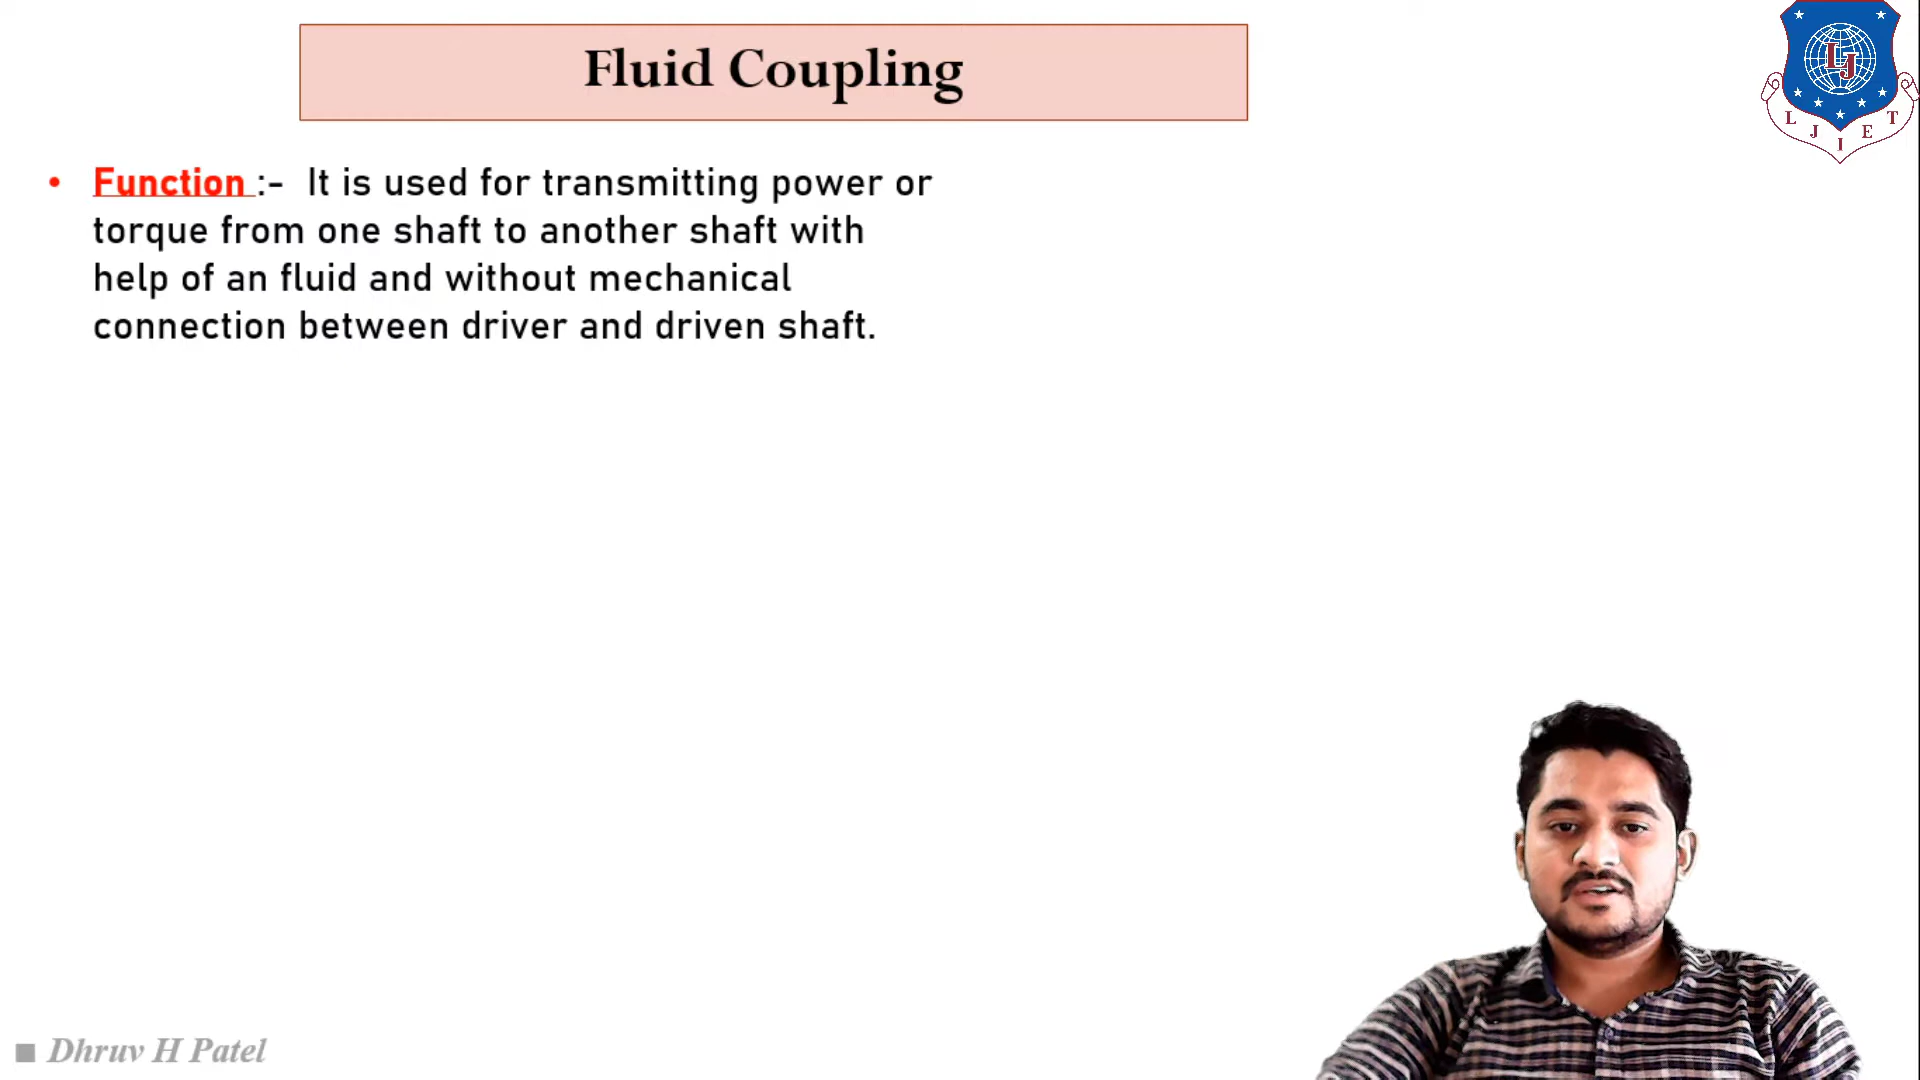 Fluid Coupling
LJ
L J I E T
• Function :- It is used for transmitting power or
torque from one shaft to another shaft with
help of an fluid and without mechanical
connection between driver and driven shaft.
Dhruv H Patel